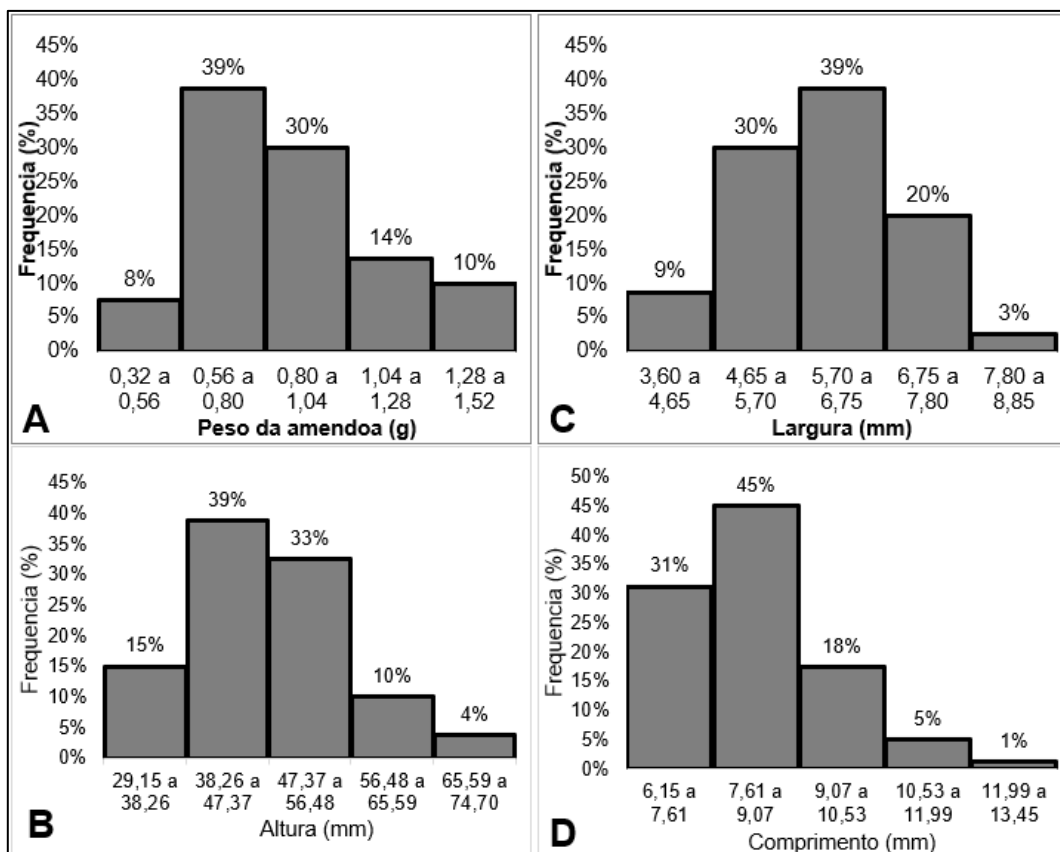 45%
40%
35%
30%
25%
20%
15%
10%
5%
0%
Frequencia (%)
8%
39%
30%
14%
10%
0,32 a
0,56
0,56 a
0,80
0,80 a
1,04
1,04 a
1,28
1,28 a
1,52
A
Peso da amendoa (g)
45%
40%
35%
30%
25%
20%
15%
10%
5%
0%
Frequencia (%)
9%
30%
39%
20%
3%
3,60 a
4,65
4,65 a
5,70
5,70 a
6,75
6,75 a
7,80
7,80 a
8,85
C
Largura (mm)
45%
40%
35%
30%
25%
20%
15%
10%
5%
0%
Frequencia (%)
15%
39%
33%
10%
4%
29,15 a
38,26
38,26 a
47,37
47,37 a
56,48
56,48 a
65,59
65,59 a
74,70
B
Altura (mm)
50%
45%
40%
35%
30%
25%
20%
15%
10%
5%
0%
Frequencia (%)
31%
45%
18%
5%
1%
6,15 a
7,61
7,61 a
9,07
9,07 a
10,53
10,53 a
11,99
11,99 a
13,45
D
Comprimento (mm)